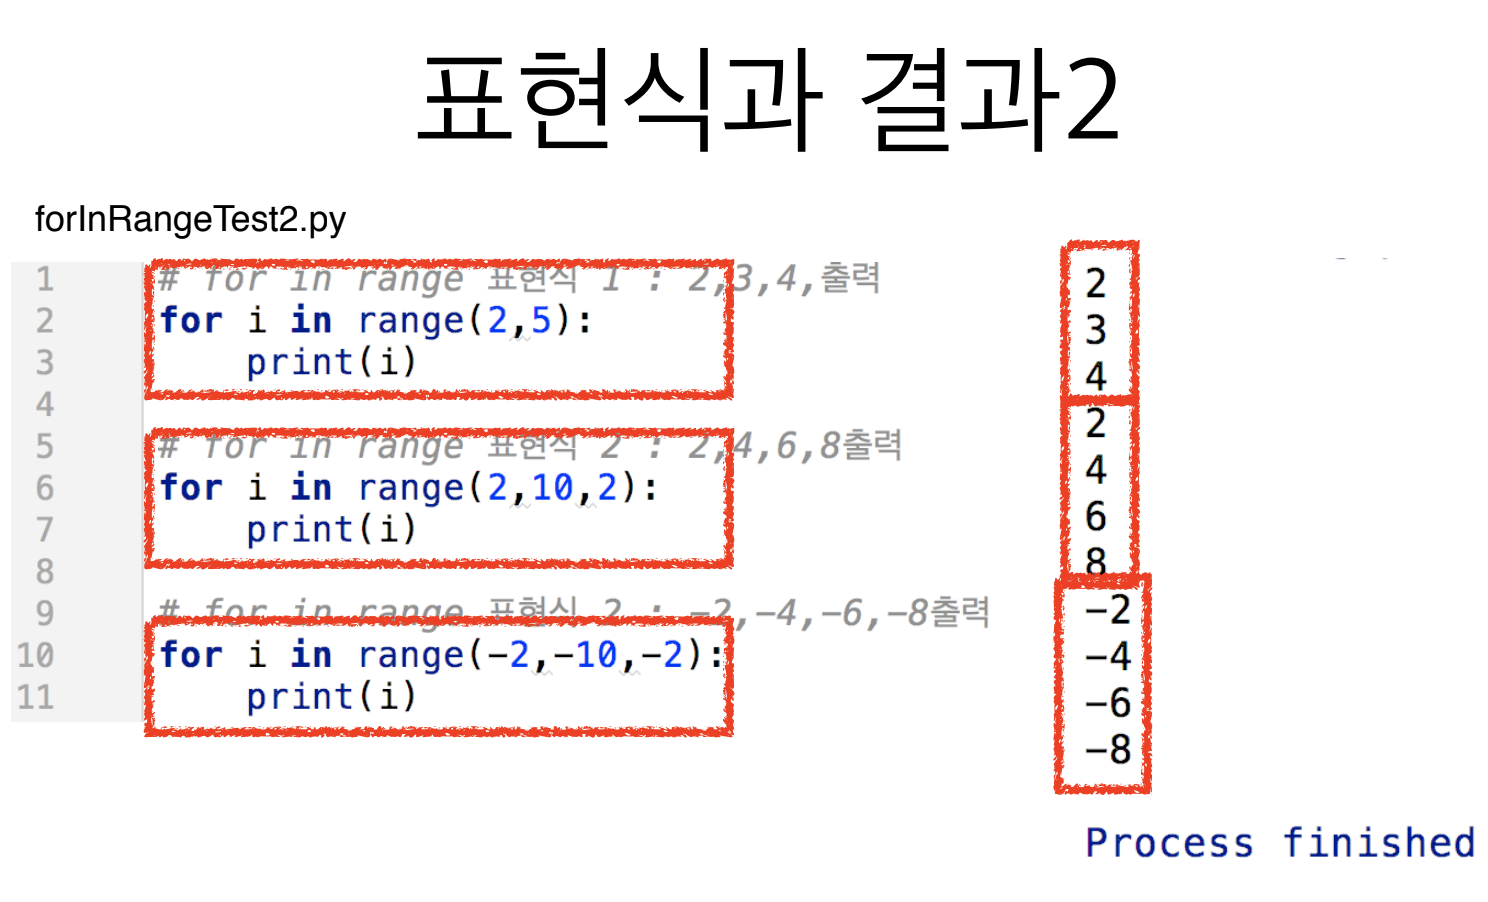 표현식과 결과2
forInRangeTest2.py
1 # for in range 표현식 1 : 2,3,4,출력
2 for i in range(2,5):
3     print(i)
4
5 # for in range 표현식 2 : 2,4,6,8출력
6 for i in range(2,10,2):
7     print(i)
8
9 # for in range 표현식 2 : -2,-4,-6,-8출력
10 for i in range(-2,-10,-2):
11     print(i)
2
3
4
2
4
6
8
-2
-4
-6
-8
Process finished